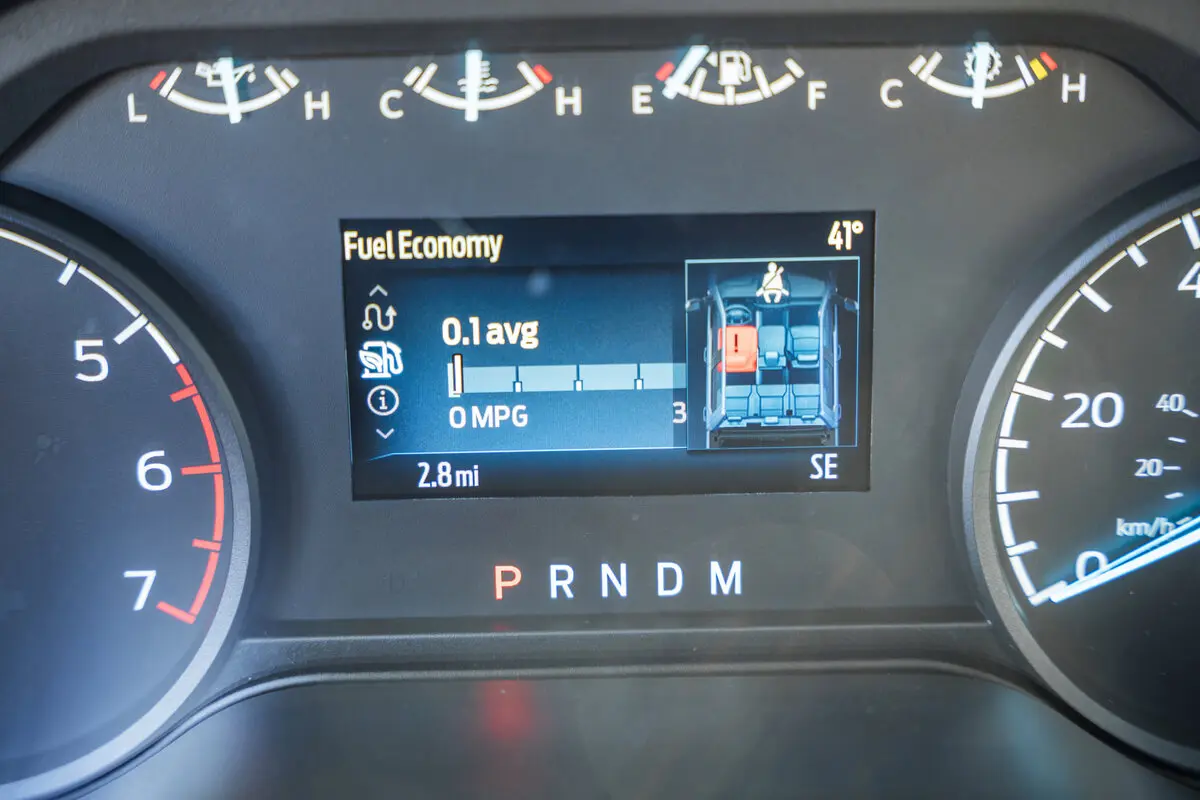 L H C H E F C H
Fuel Economy 41°
0.1 avg
0 MPG 3
2.8 mi SE
P R N D M
5
6
7
4
20
0
40
20
km/h